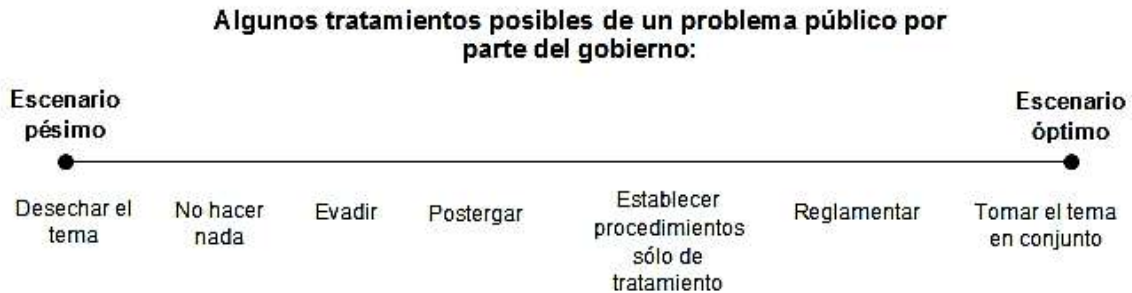 Algunos tratamientos posibles de un problema público por
parte del gobierno:
Escenario
pésimo
Escenario
óptimo
Desechar el
tema
No hacer
nada
Evadir
Postergar
Establecer
procedimientos
sólo de
tratamiento
Reglamentar
Tomar el tema
en conjunto